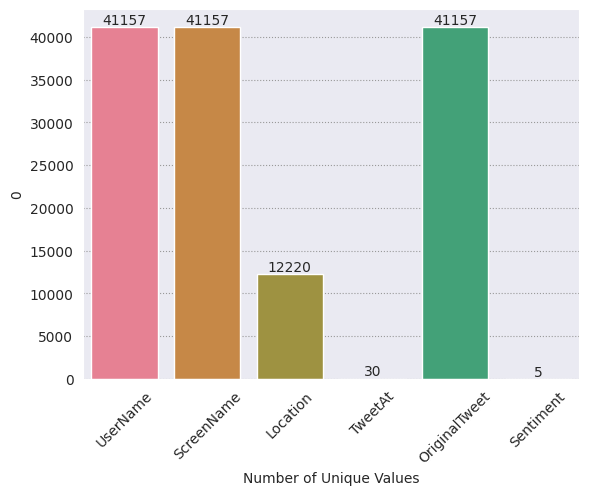 41157
41157
41157
40000
35000
30000
25000
20000
0
15000
12220
10000
5000
30
5
0
UserName
ScreenName
Location
TweetAt
OriginalTweet
Sentiment
Number of Unique Values